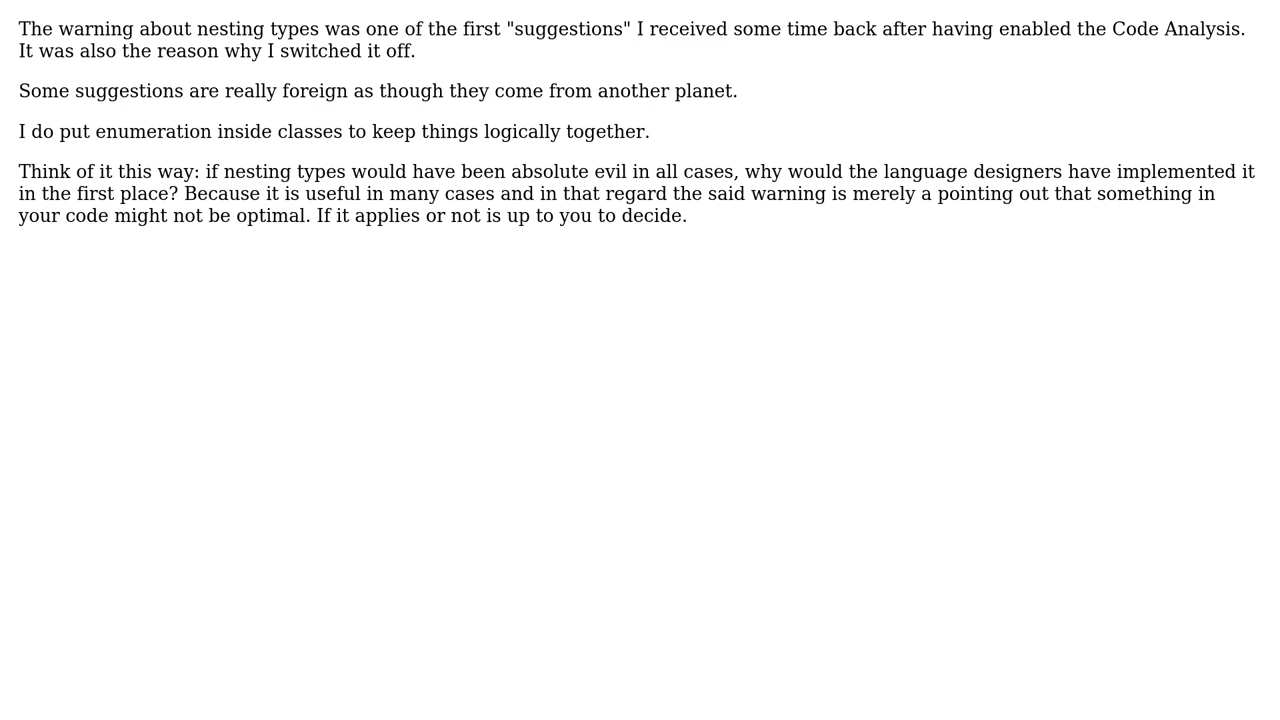 The warning about nesting types was one of the first "suggestions" I received some time back after having enabled the Code Analysis.
It was also the reason why I switched it off.
Some suggestions are really foreign as though they come from another planet.
I do put enumeration inside classes to keep things logically together.
Think of it this way: if nesting types would have been absolute evil in all cases, why would the language designers have implemented it
in the first place? Because it is useful in many cases and in that regard the said warning is merely a pointing out that something in
your code might not be optimal. If it applies or not is up to you to decide.